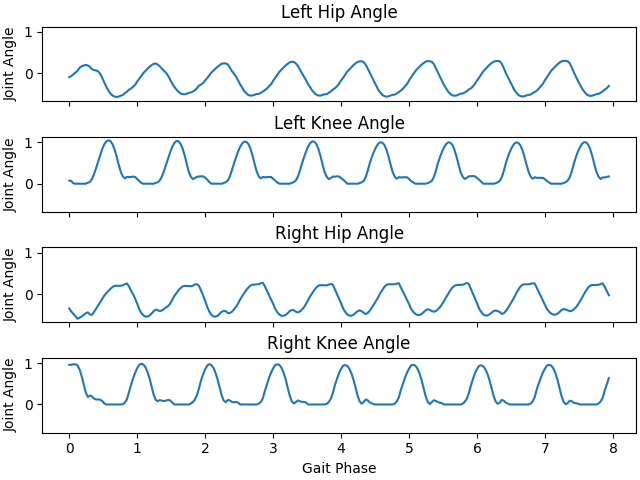 Left Hip Angle
Joint Angle
1
0
Left Knee Angle
Joint Angle
1
0
Right Hip Angle
Joint Angle
1
0
Right Knee Angle
Joint Angle
1
0
0 1 2 3 4 5 6 7 8
Gait Phase